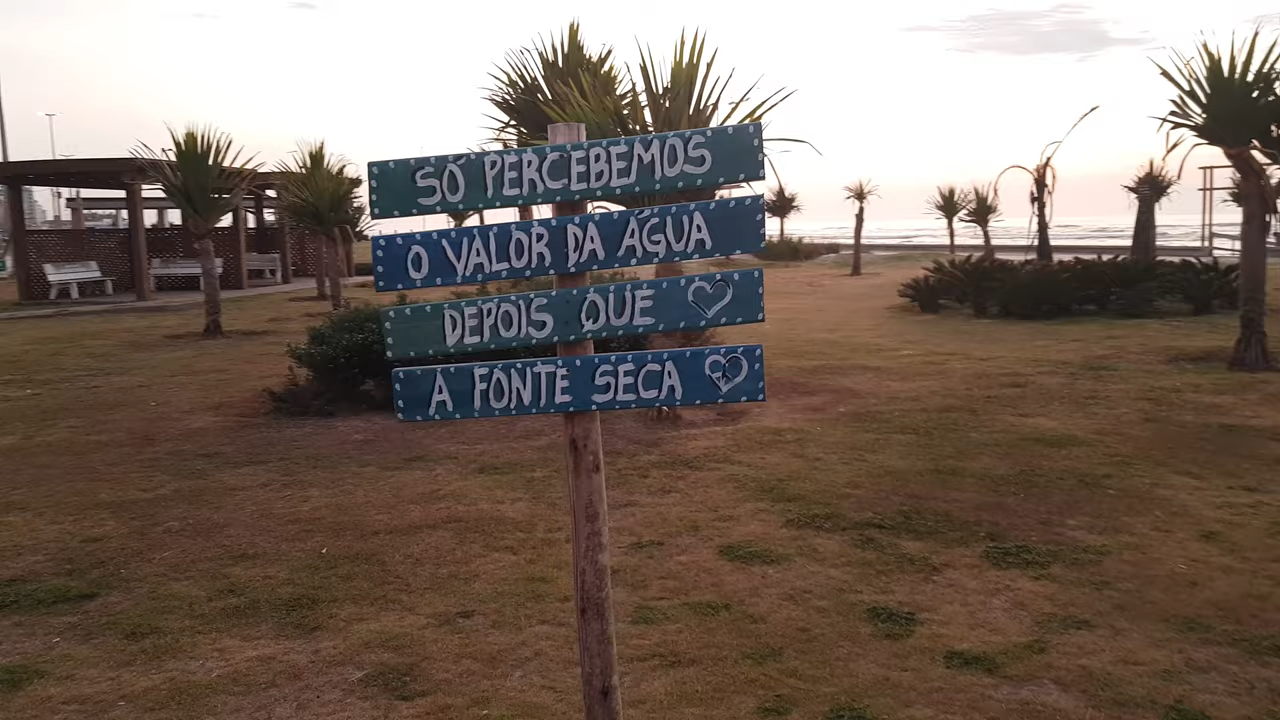 SÓ PERCEBEMOS
O VALOR DA ÁGUA
DEPOIS QUE
A FONTE SECA